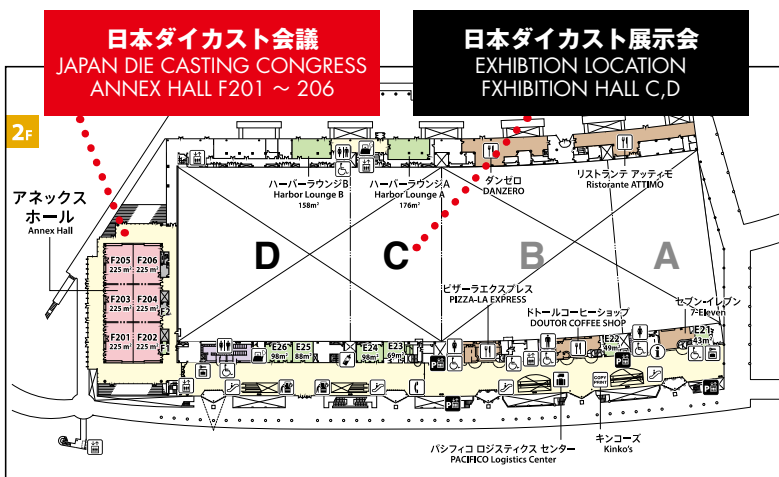 日本ダイカスト会議
JAPAN DIE CASTING CONGRESS
ANNEX HALL F201 ～ 206
日本ダイカスト展示会
EXHIBTION LOCATION
FXHIBITION HALL C,D
2F
アネックス
ホール
Annex Hall
ハーバーラウンジB
Harbor Lounge B
158m²
ハーバーラウンジA
Harbor Lounge A
176m²
ダンゼロ
DANZERO
リストランテ アッティモ
Ristorante ATTIMO
D
C
B
A
F205
225 m²
F206
225 m²
F203
225 m²
F204
225 m²
F201
225 m²
F202
225 m²
F2
F1
ピザーラエクスプレス
PIZZA-LA EXPRESS
ドトールコーヒーショップ
DOUTOR COFFEE SHOP
セブン-イレブン
7-Eleven
E26
98m²
E25
88m²
E24
98m²
E23
69m²
E22
49m²
E21
43m²
P
P
P
i
COPY
PRINT
パシフィコ ロジスティクス センター
PACIFICO Logistics Center
キンコーズ
Kinko's